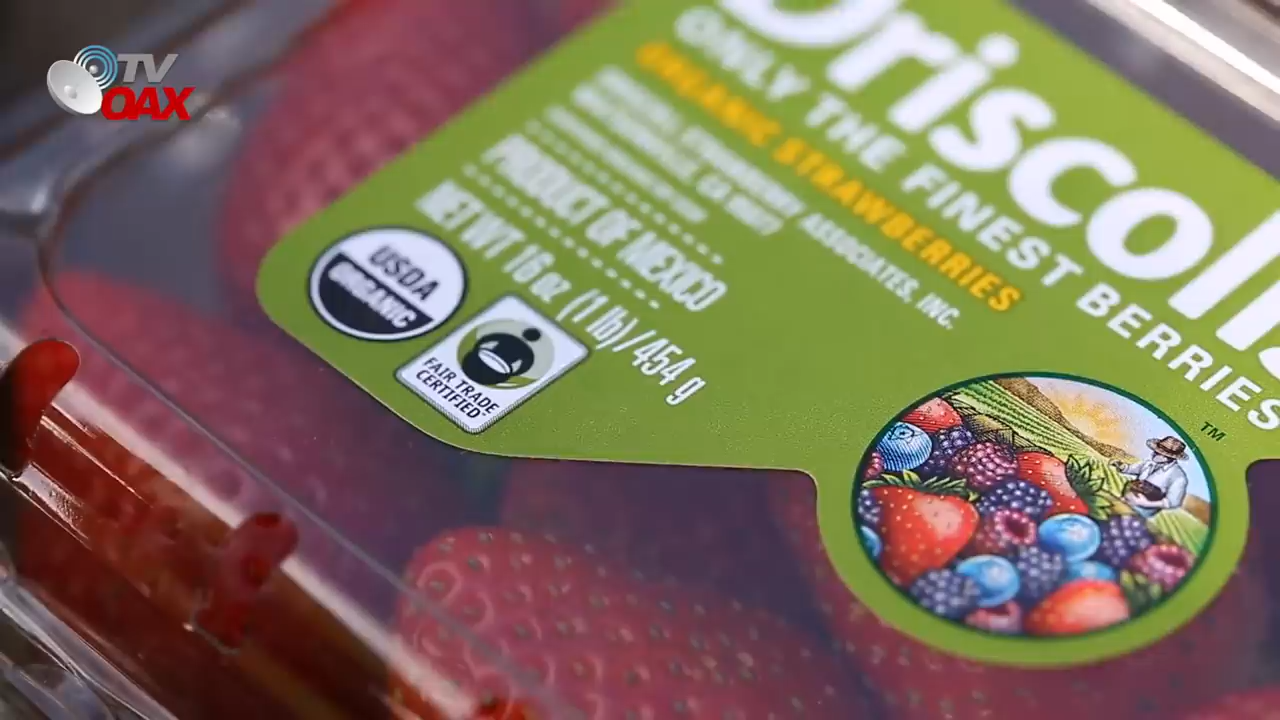 TV
OAX
Driscoll's
ONLY THE FINEST BERRIES
ORGANIC STRAWBERRIES
STRAWBERRY ASSOCIATES, INC.
PRODUCT OF MEXICO
NET WT 16 oz (1 lb)/454 g
USDA
ORGANIC
FAIR TRADE
CERTIFIED
TM